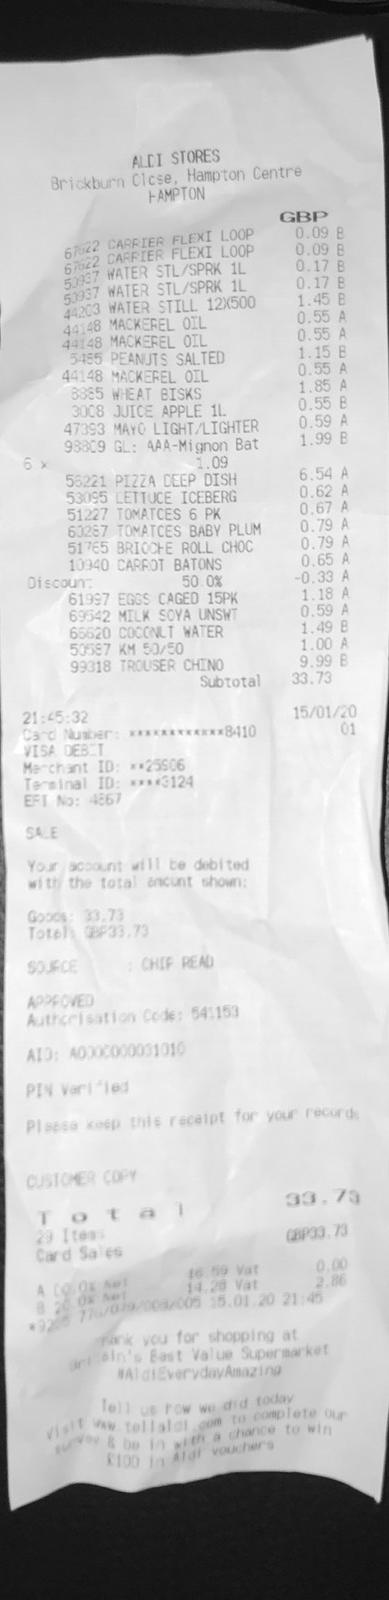 ALDI STORES
Brickburn Close, Hampton Centre
HAMPTON
GBP
67622 CARRIER FLEXI LOOP 0.09 B
67622 CARRIER FLEXI LOOP 0.09 B
50937 WATER STL/SPRK 1L 0.17 B
50937 WATER STL/SPRK 1L 0.17 B
44203 WATER STILL 12X500 1.45 B
44148 MACKEREL OIL 0.55 A
44148 MACKEREL OIL 0.55 A
5485 PEANUTS SALTED 1.15 B
44148 MACKEREL OIL 0.55 A
WHEAT BISKS 1.85 A
3008 JUICE APPLE 1L 0.55 B
47393 MAYO LIGHT/LIGHTER 0.59 A
98809 GL: AAA-Mignon Bat 1.99 B
6 x 1.09
56221 PIZZA DEEP DISH 6.54 A
53095 LETTUCE ICEBERG 0.62 A
51227 TOMATOES 6 PK 0.67 A
60287 TOMATOES BABY PLUM 0.79 A
51765 BRIOCHE ROLL CHOC 0.79 A
10940 CARROT BATONS 0.65 A
Discount 50.0% -0.33 A
61997 EGGS CAGED 15PK 1.18 A
69542 MILK SOYA UNSWT 0.59 A
66620 COCONUT WATER 1.49 B
50587 KM 50/50 1.00 A
99318 TROUSER CHINO 9.99 B
Subtotal 33.73
21:45:32 15/01/20
Card Number: ************8410 01
VISA DEBIT
Merchant ID: **25906
Terminal ID: ****3124
EFT No: 4867
SALE
Your account will be debited
with the total amount shown:
Goods: 33.73
Total: GBP33.73
SOURCE : CHIP READ
APPROVED
Authorisation Code: 541153
AID: A0000000031010
PIN Verified
Please keep this receipt for your records
CUSTOMER COPY
Total 33.73
29 Items GBP33.73
Card Sales
A 00.0% Net 16.59 Vat 0.00
B 20.0% Net 14.28 Vat 2.86
15.01.20 21:45
Thank you for shopping at
Britain's Best Value Supermarket
#AldiEverydayAmazing
Tell us how we did today
Visit www.tellaldi.com to complete our
survey & be in with a chance to win
£100 in Aldi vouchers